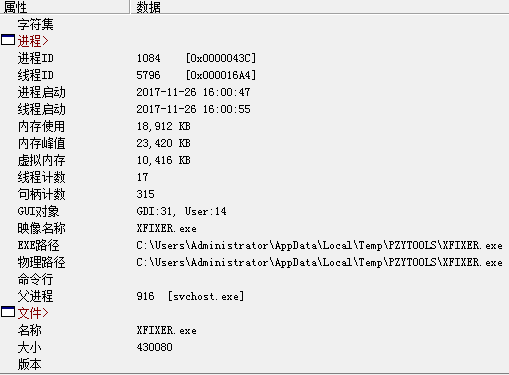 属性 数据
字符集
进程>
进程ID 1084 [0x0000043C]
线程ID 5796 [0x000016A4]
进程启动 2017-11-26 16:00:47
线程启动 2017-11-26 16:00:55
内存使用 18,912 KB
内存峰值 23,420 KB
虚拟内存 10,416 KB
线程计数 17
句柄计数 315
GUI对象 GDI:31, User:14
映像名称 XFIXER.exe
EXE路径 C:\Users\Administrator\AppData\Local\Temp\PZYTOOLS\XFIXER.exe
物理路径 C:\Users\Administrator\AppData\Local\Temp\PZYTOOLS\XFIXER.exe
命令行
父进程 916 [svchost.exe]
文件>
名称 XFIXER.exe
大小 430080
版本